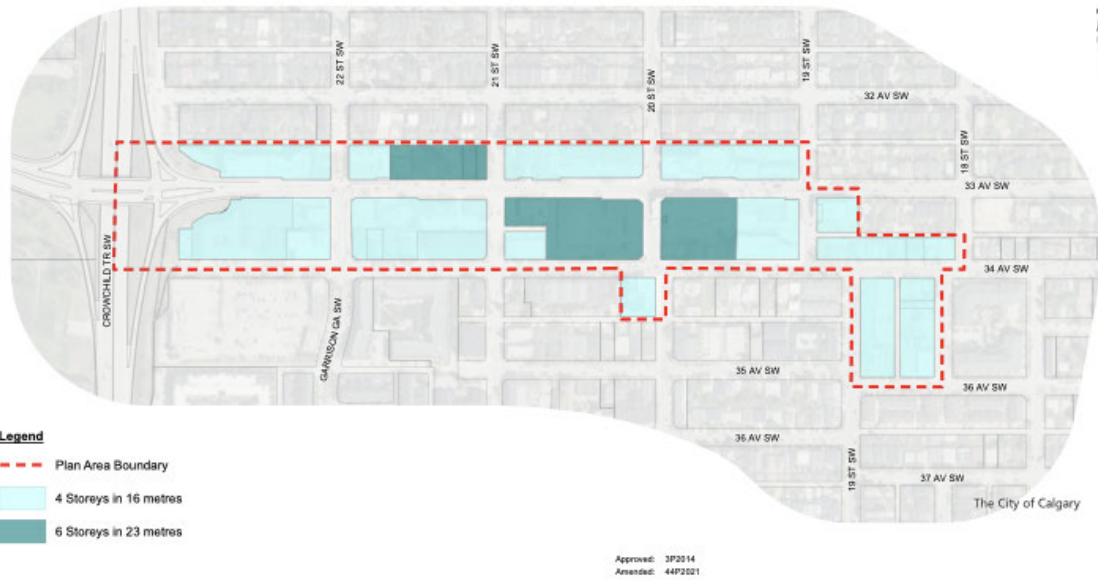 22 ST SW
21 ST SW
20 ST SW
19 ST SW
32 AV SW
18 ST SW
33 AV SW
CROWCHILD TR SW
34 AV SW
GARRISON GA SW
35 AV SW
36 AV SW
36 AV SW
19 ST SW
37 AV SW
Legend
Plan Area Boundary
4 Storeys in 16 metres
6 Storeys in 23 metres
The City of Calgary
Approved: 3P2014
Amended: 44P2021